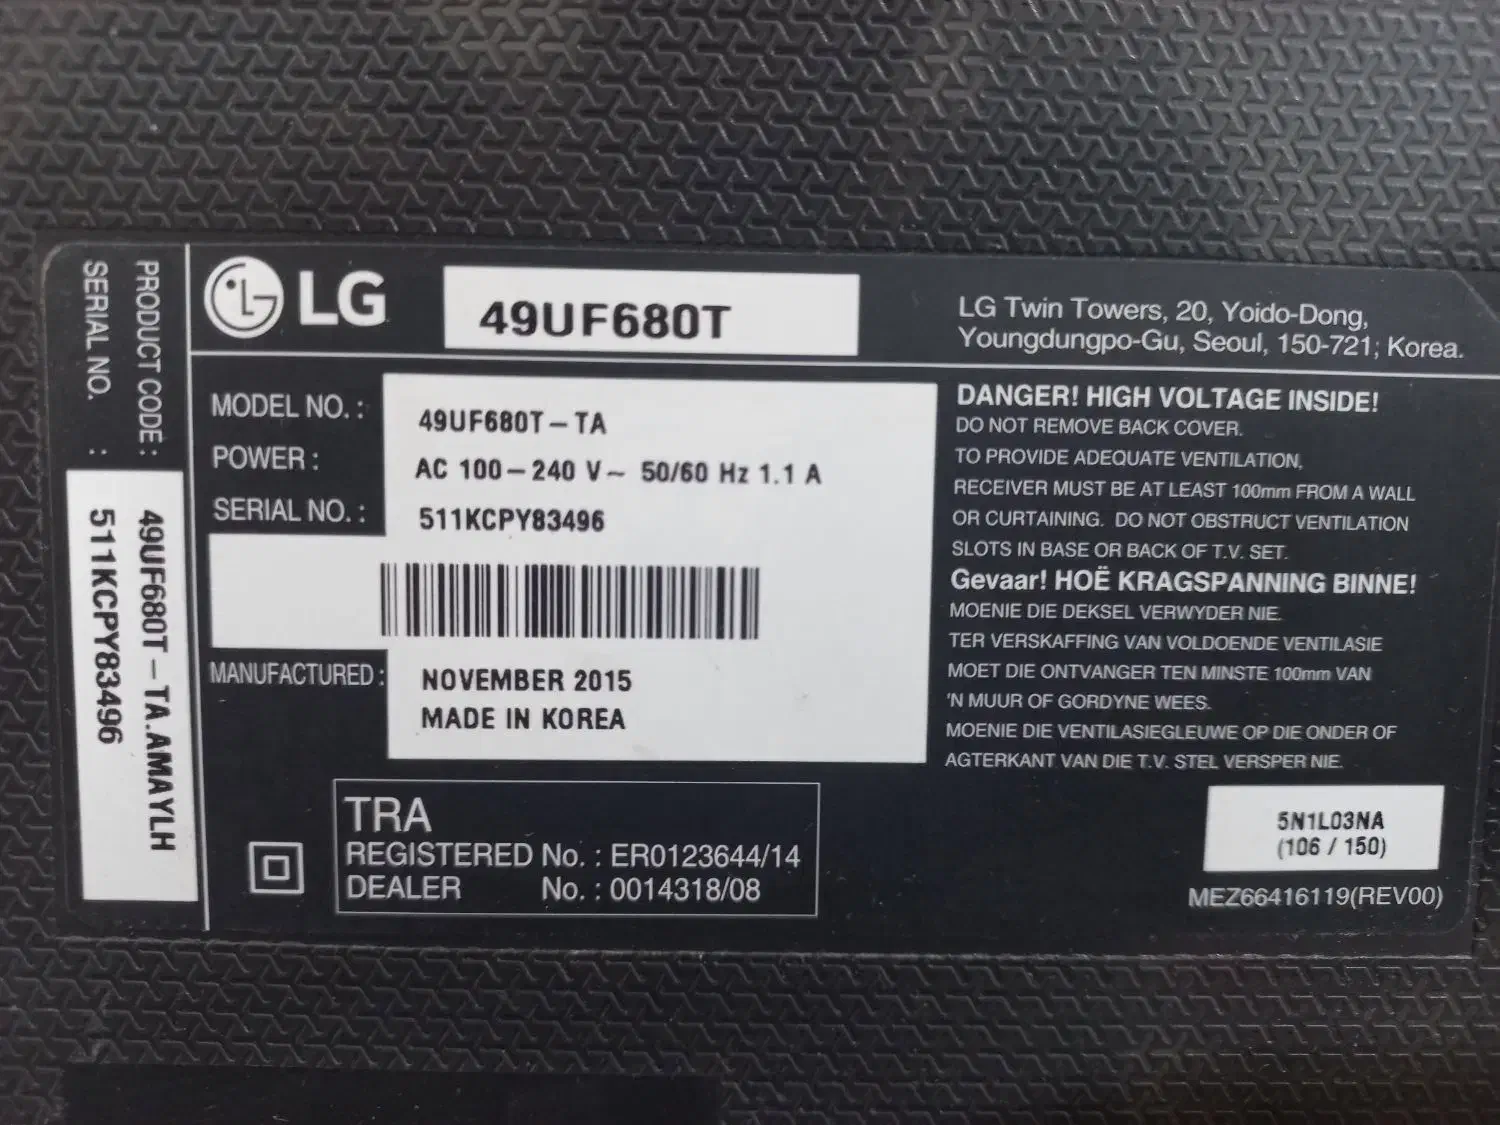 PRODUCT CODE : 49UF680T-TA.AMAYLH
SERIAL NO. : 511KCPY83496
LG
49UF680T
LG Twin Towers, 20, Yoido-Dong,
Youngdungpo-Gu, Seoul, 150-721, Korea.
MODEL NO. : 49UF680T-TA
POWER : AC 100-240 V~ 50/60 Hz 1.1 A
SERIAL NO. : 511KCPY83496
MANUFACTURED : NOVEMBER 2015
MADE IN KOREA
DANGER! HIGH VOLTAGE INSIDE!
DO NOT REMOVE BACK COVER.
TO PROVIDE ADEQUATE VENTILATION,
RECEIVER MUST BE AT LEAST 100mm FROM A WALL
OR CURTAINING. DO NOT OBSTRUCT VENTILATION
SLOTS IN BASE OR BACK OF T.V. SET.
Gevaar! HOË KRAGSPANNING BINNE!
MOENIE DIE DEKSEL VERWYDER NIE.
TER VERSKAFFING VAN VOLDOENDE VENTILASIE
MOET DIE ONTVANGER TEN MINSTE 100mm VAN
'N MUUR OF GORDYNE WEES.
MOENIE DIE VENTILASIEGLEUWE OP DIE ONDER OF
AGTERKANT VAN DIE T.V. STEL VERSPER NIE.
TRA
REGISTERED No. : ER0123644/14
DEALER No. : 0014318/08
5N1L03NA
(106 / 150)
MEZ66416119(REV00)